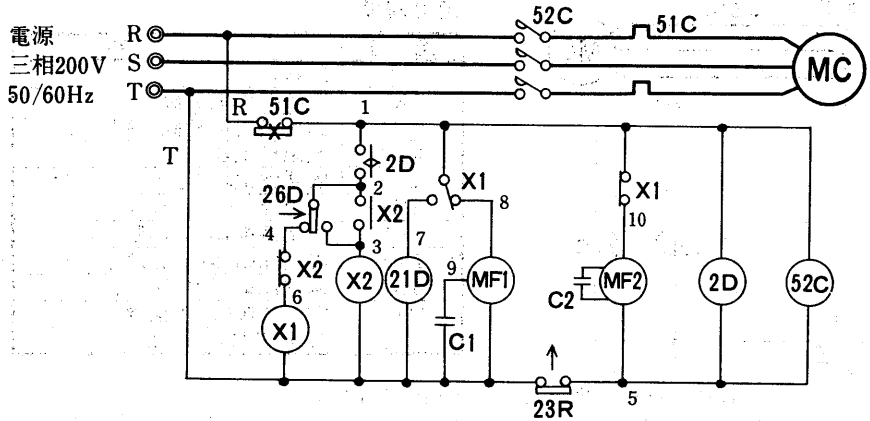 電源
三相200V
50/60Hz
R
S
T
52C
51C
MC
R
51C
1
T
2D
2
26D
X1
X2
8
X1
4
3
7
10
X2
9
6
X2
21D
MF1
MF2
2D
52C
C2
X1
C1
23R
5